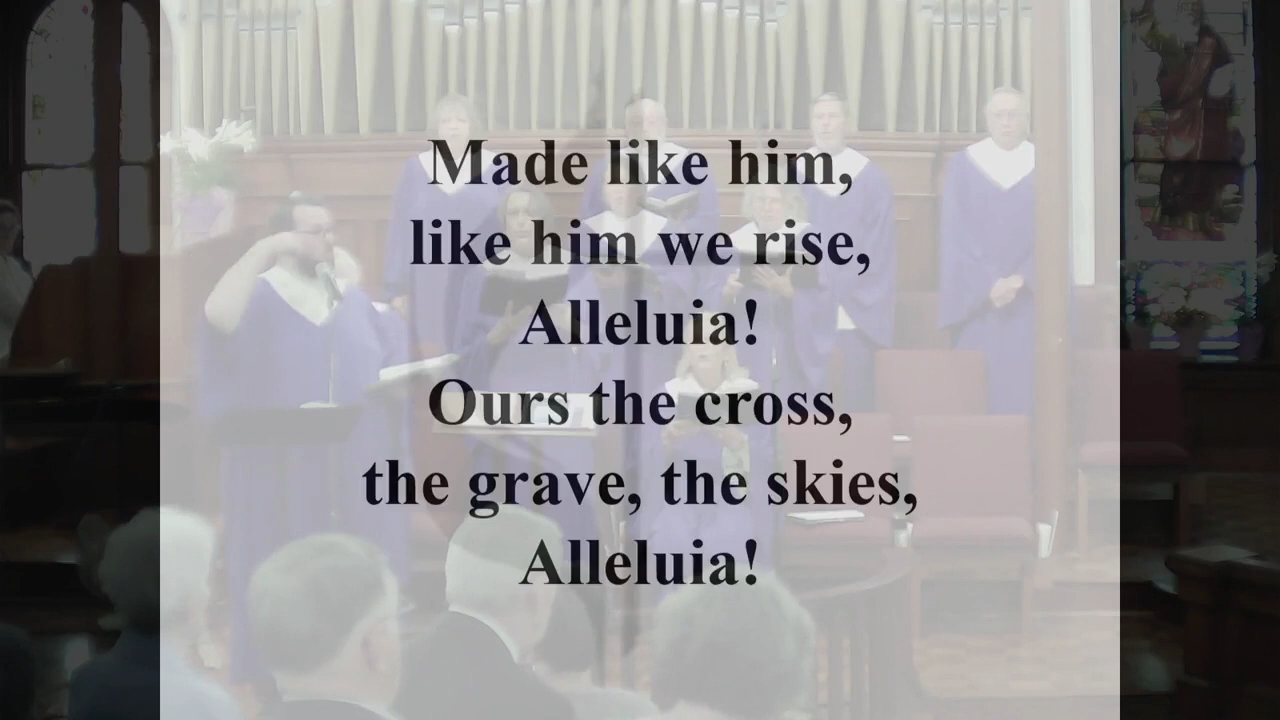 Made like him,
like him we rise,
Alleluia!
Ours the cross,
the grave, the skies,
Alleluia!